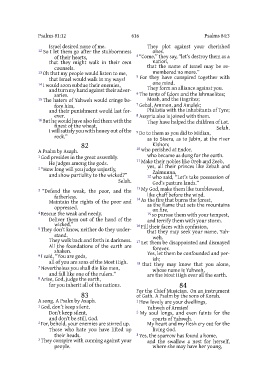 Psalms 81:12
616
Psalms 84:3
Israel desired none of me.
12 So I let them go after the stubbornness
of their hearts,
that they might walk in their own
counsels.
13 Oh that my people would listen to me,
that Israel would walk in my ways!
14 I would soon subdue their enemies,
and turn my hand against their adver-
saries.
15 The haters of Yahweh would cringe be-
fore him,
and their punishment would last for-
ever.
16 But he would have also fed them with the
finest of the wheat.
I will satisfy you with honey out of the
rock.”
82
A Psalm by Asaph.
1 God presides in the great assembly.
He judges among the gods.
2 “How long will you judge unjustly,
and show partiality to the wicked?”
Selah.
3 “Defend the weak, the poor, and the
fatherless.
Maintain the rights of the poor and
oppressed.
4 Rescue the weak and needy.
Deliver them out of the hand of the
wicked.”
5 They don’t know, neither do they under-
stand.
They walk back and forth in darkness.
All the foundations of the earth are
shaken.
6 I said, “You are gods,
all of you are sons of the Most High.
7 Nevertheless you shall die like men,
and fall like one of the rulers.”
8 Arise, God, judge the earth,
for you inherit all of the nations.
83
A song. A Psalm by Asaph.
1 God, don’t keep silent.
Don’t keep silent,
and don’t be still, God.
2 For, behold, your enemies are stirred up.
Those who hate you have lifted up
their heads.
3 They conspire with cunning against your
people.
They plot against your cherished
ones.
4 “Come,” they say, “let’s destroy them as a
nation,
that the name of Israel may be re-
membered no more.”
5 For they have conspired together with
one mind.
They form an alliance against you.
6 The tents of Edom and the Ishmaelites;
Moab, and the Hagrites;
7 Gebal, Ammon, and Amalek;
Philistia with the inhabitants of Tyre;
8 Assyria also is joined with them.
They have helped the children of Lot.
Selah.
9 Do to them as you did to Midian,
as to Sisera, as to Jabin, at the river
Kishon;
10 who perished at Endor,
who became as dung for the earth.
11 Make their nobles like Oreb and Zeeb,
yes, all their princes like Zebah and
Zalmunna,
12 who said, “Let’s take possession of
God’s pasture lands.”
13 My God, make them like tumbleweed,
like chaff before the wind.
14 As the fire that burns the forest,
as the flame that sets the mountains
on fire,
15 so pursue them with your tempest,
and terrify them with your storm.
16 Fill their faces with confusion,
that they may seek your name, Yah-
weh.
17 Let them be disappointed and dismayed
forever.
Yes, let them be confounded and per-
ish;
18 that they may know that you alone,
whose name is Yahweh,
are the Most High over all the earth.
84
For the Chief Musician. On an instrument
of Gath. A Psalm by the sons of Korah.
1 How lovely are your dwellings,
Yahweh of Armies!
2 My soul longs, and even faints for the
courts of Yahweh.
My heart and my flesh cry out for the
living God.
3 Yes, the sparrow has found a home,
and the swallow a nest for herself,
where she may have her young,